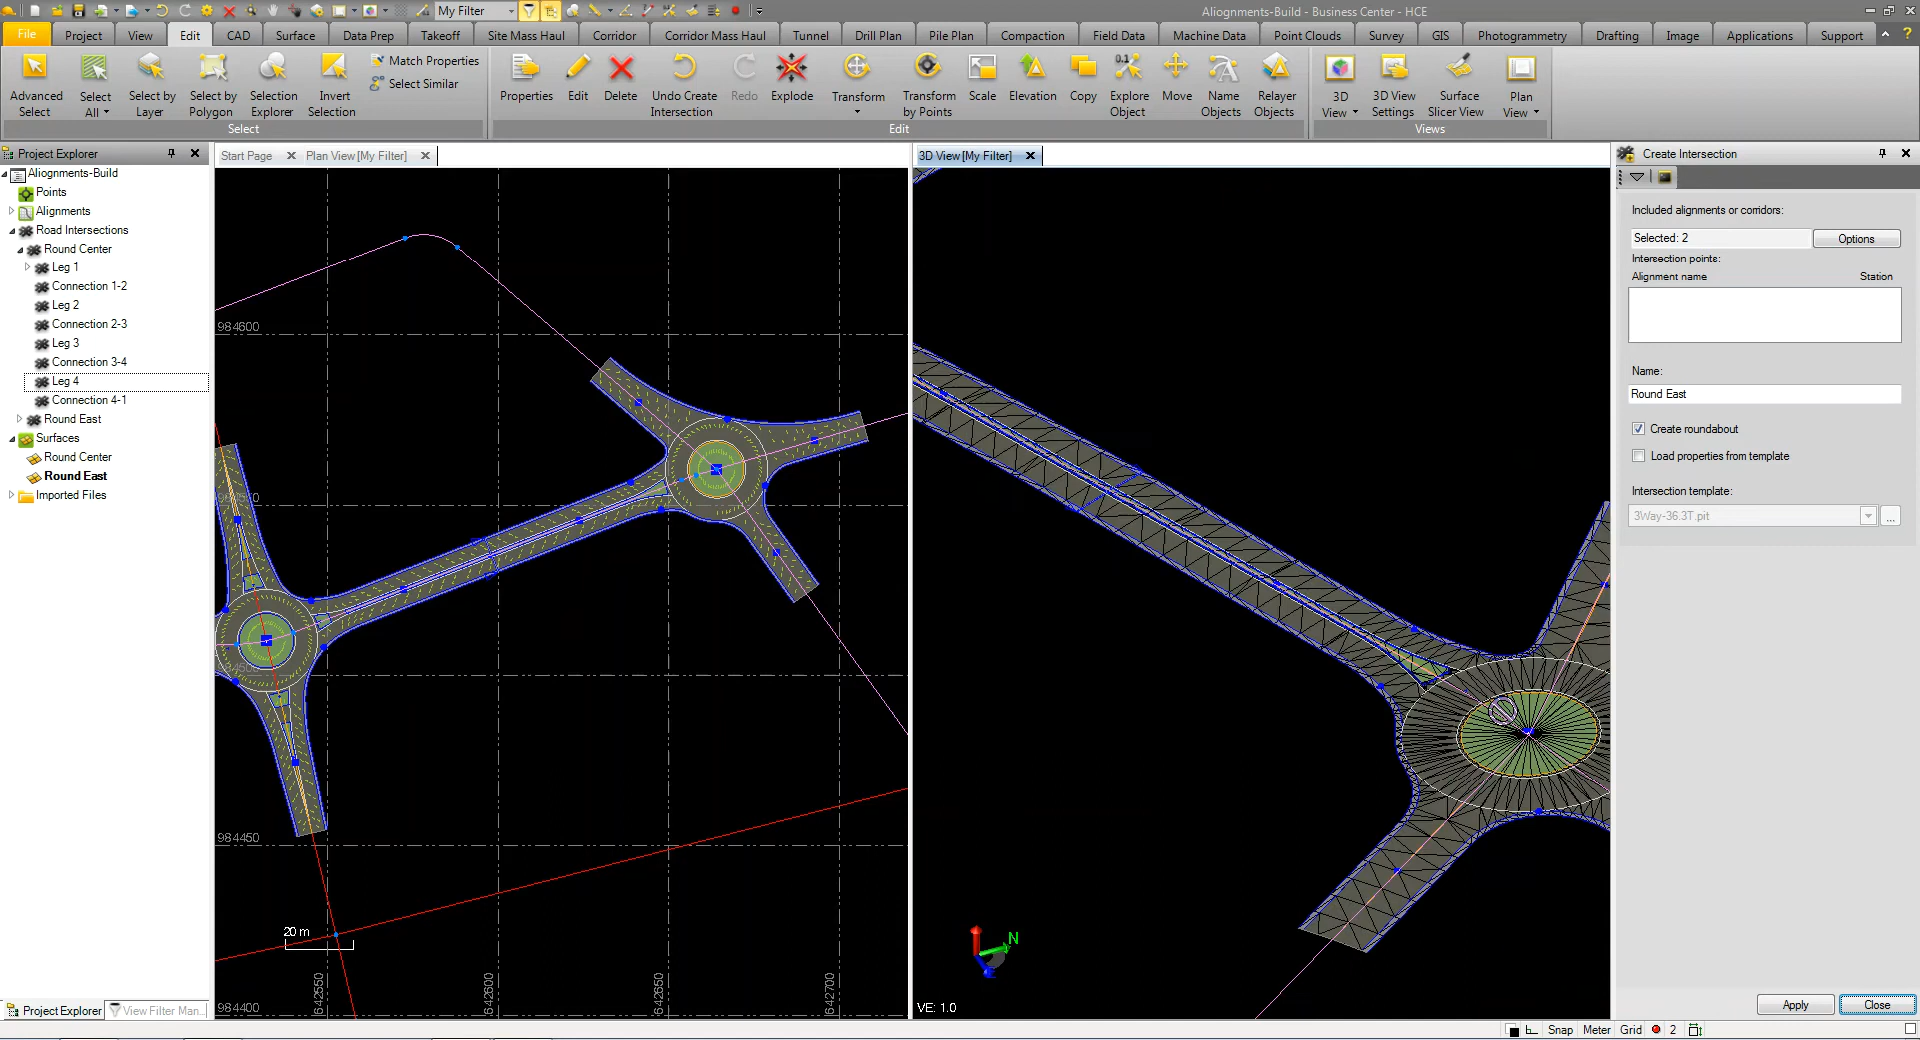 My Filter
Aliognments-Build - Business Center - HCE
File
Project
View
Edit
CAD
Surface
Data Prep
Takeoff
Site Mass Haul
Corridor
Corridor Mass Haul
Tunnel
Drill Plan
Pile Plan
Compaction
Field Data
Machine Data
Point Clouds
Survey
GIS
Photogrammetry
Drafting
Image
Applications
Support
Advanced
Select
Select
All
Select by
Layer
Select by
Polygon
Selection
Explorer
Invert
Selection
Match Properties
Select Similar
Select
Properties
Edit
Delete
Undo Create
Intersection
Redo
Explode
Transform
Transform
by Points
Scale
Elevation
Copy
Explore
Object
Move
Name
Objects
Relayer
Objects
Edit
3D
View
3D View
Settings
Surface
Slicer View
Plan
View
Views
Project Explorer
Aliognments-Build
Points
Alignments
Road Intersections
Round Center
Leg 1
Connection 1-2
Leg 2
Connection 2-3
Leg 3
Connection 3-4
Leg 4
Connection 4-1
Round East
Surfaces
Round Center
Round East
Imported Files
Project Explorer
View Filter Man...
Start Page
Plan View [My Filter]
984600
984450
984400
20 m
642550
642600
642650
642700
3D View [My Filter]
N
VE: 1.0
Create Intersection
Included alignments or corridors:
Selected: 2
Options
Intersection points:
Alignment name
Station
Name:
Round East
Create roundabout
Load properties from template
Intersection template:
3Way-36.3T.pit
...
Apply
Close
Snap
Meter
Grid
2